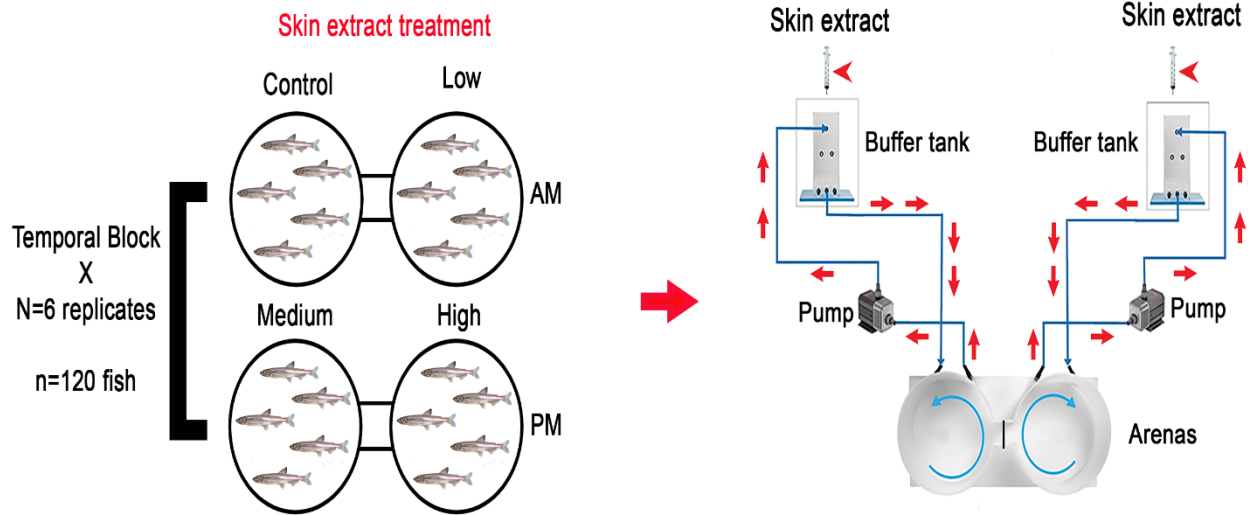 Skin extract treatment
Control
Low
AM
Temporal Block
X
N=6 replicates
n=120 fish
Medium
High
PM
Skin extract
Skin extract
Buffer tank
Buffer tank
Pump
Pump
Arenas